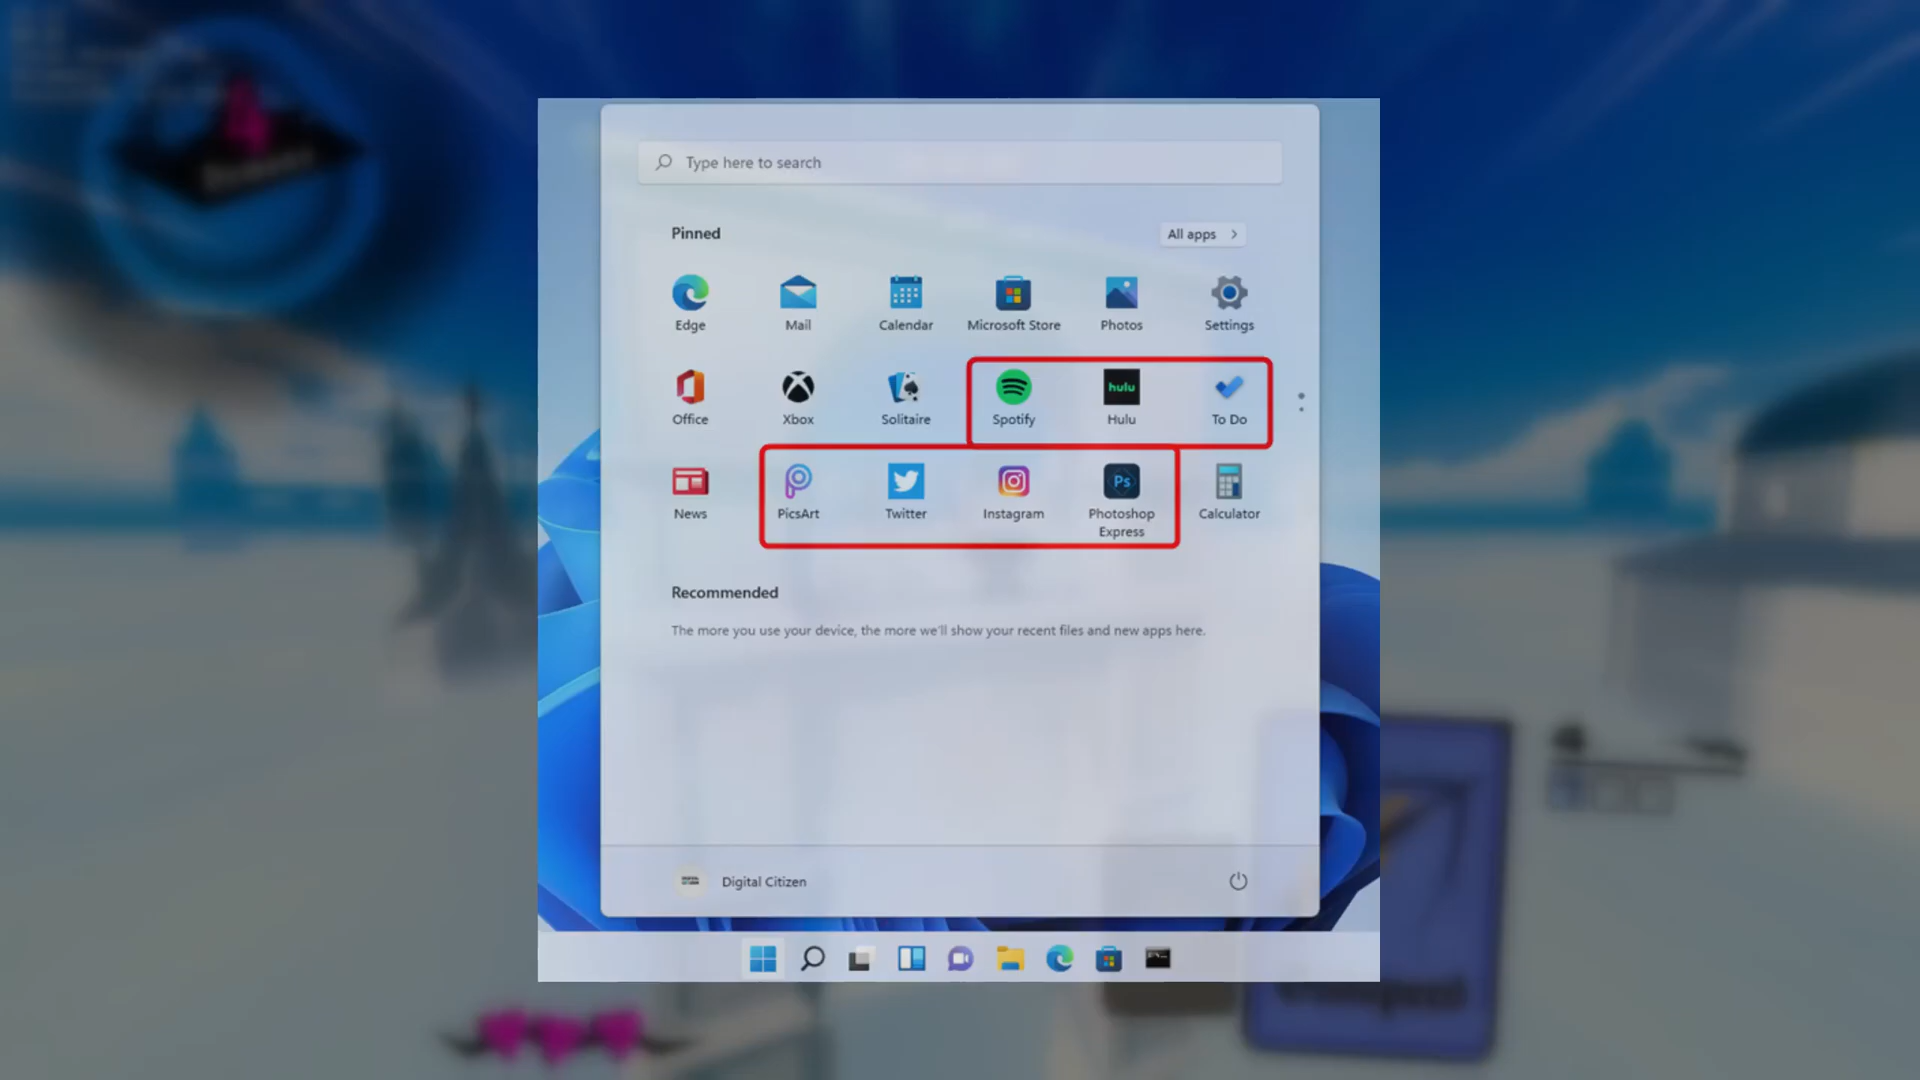 Type here to search
Pinned
All apps
Edge
Mail
Calendar
Microsoft Store
Photos
Settings
Office
Xbox
Solitaire
Spotify
hulu
Hulu
To Do
News
PicsArt
Twitter
Instagram
Ps
Photoshop
Express
Calculator
Recommended
The more you use your device, the more we'll show your recent files and new apps here.
Digital Citizen